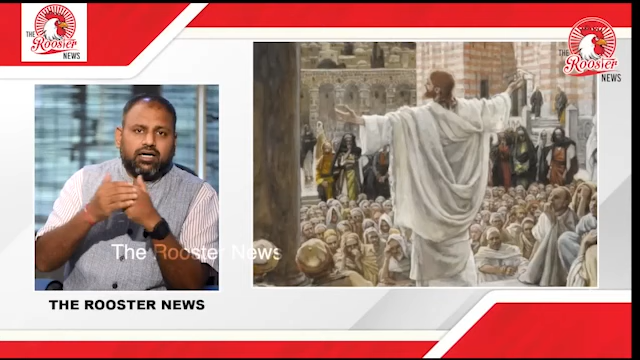 THE
Rooster
NEWS
THE
Rooster
NEWS
The Rooster News
THE ROOSTER NEWS